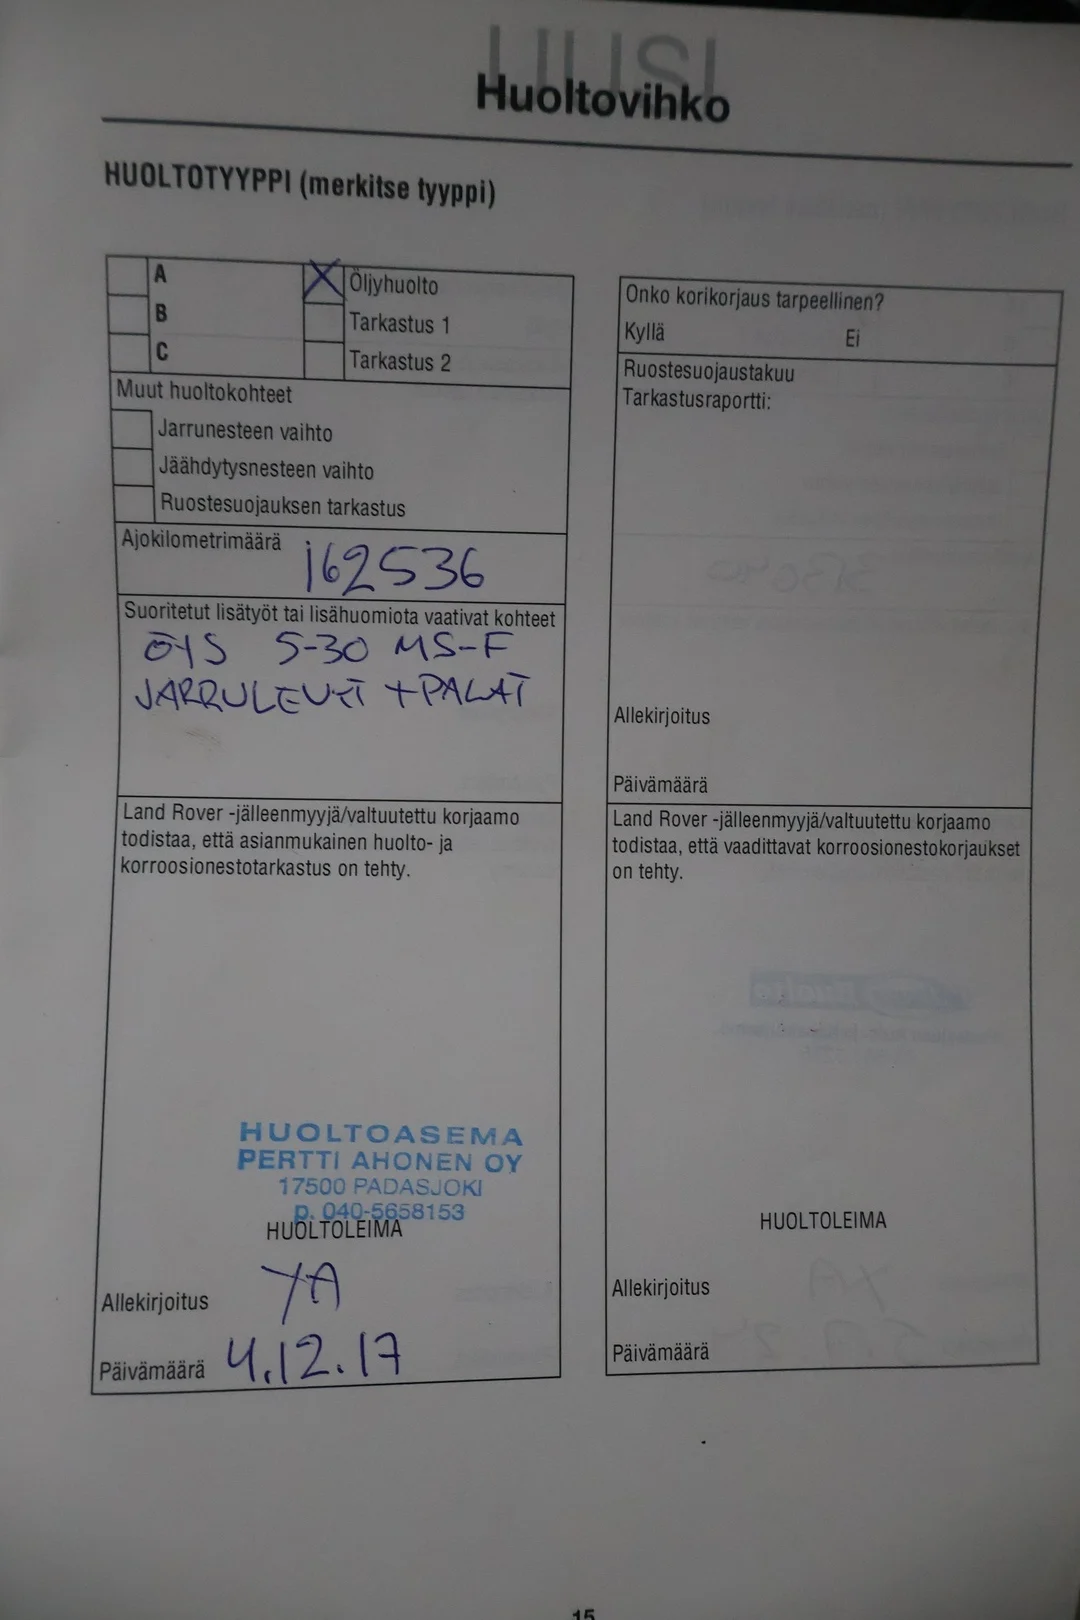 UUSI
Huoltovihko
HUOLTOTYYPPI (merkitse tyyppi)
A
B
C
X Öljyhuolto
Tarkastus 1
Tarkastus 2
Muut huoltokohteet
Jarrunesteen vaihto
Jäähdytysnesteen vaihto
Ruostesuojauksen tarkastus
Ajokilometrimäärä 162536
Suoritetut lisätyöt tai lisähuomiota vaativat kohteet
ÖYS 5-30 MS-F
JARRULEVYT +PALAT
Land Rover -jälleenmyyjä/valtuutettu korjaamo
todistaa, että asianmukainen huolto- ja
korroosionestotarkastus on tehty.
HUOLTOASEMA
PERTTI AHONEN OY
17500 PADASJOKI
p. 040-5658153
HUOLTOLEIMA
Allekirjoitus YA
Päivämäärä 4.12.17
Onko korikorjaus tarpeellinen?
Kyllä Ei
Ruostesuojaustakuu
Tarkastusraportti:
Allekirjoitus
Päivämäärä
Land Rover -jälleenmyyjä/valtuutettu korjaamo
todistaa, että vaadittavat korroosionestokorjaukset
on tehty.
HUOLTOLEIMA
Allekirjoitus
Päivämäärä
15